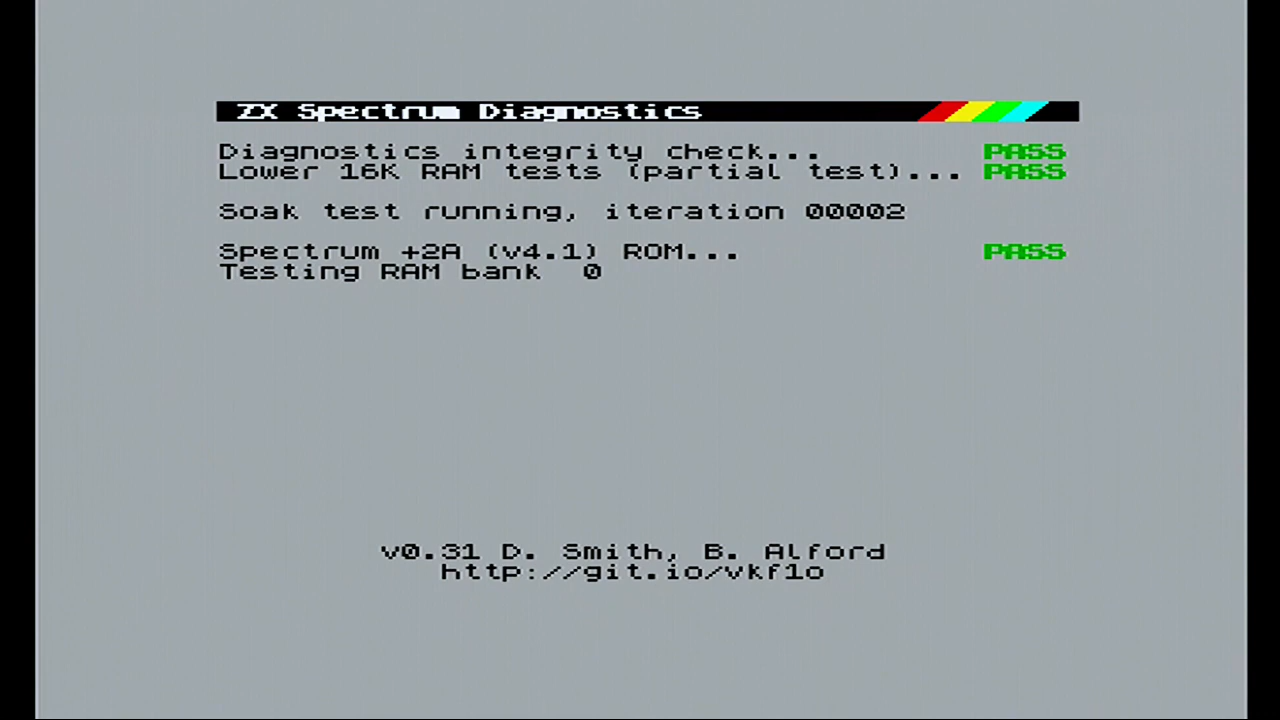 ZX Spectrum Diagnostics
Diagnostics integrity check... PASS
Lower 16K RAM tests (partial test)... PASS
Soak test running, iteration 00002
Spectrum +2A (v4.1) ROM... PASS
Testing RAM bank 0
v0.31 D. Smith, B. Alford
http://git.io/vkf1o